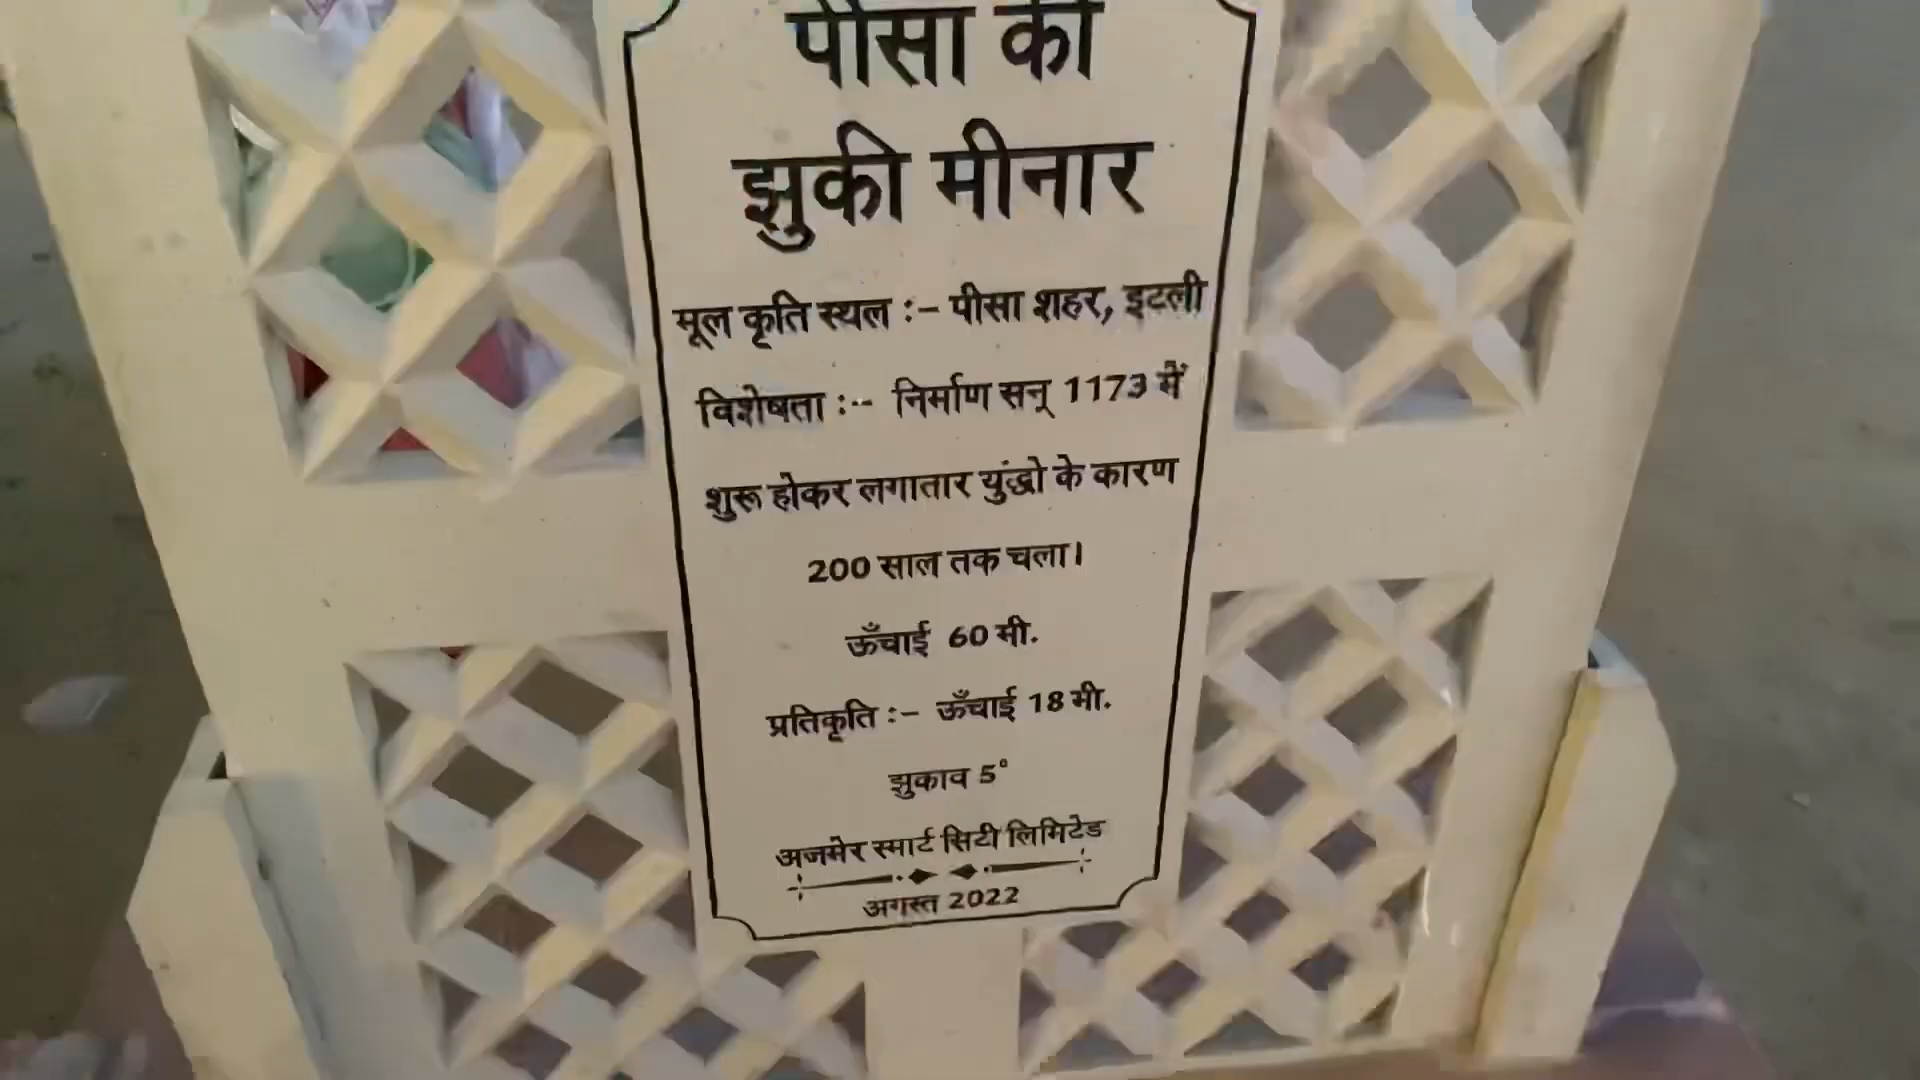 पीसा की
झुकी मीनार
मूल कृति स्थल :– पीसा शहर, इटली
विशेषता :-- निर्माण सन् 1173 में
शुरू होकर लगातार युंद्धो के कारण
200 साल तक चला।
ऊँचाई 60 मी.
प्रतिकृति :– ऊँचाई 18 मी.
झुकाव 5°
अजमेर स्मार्ट सिटी लिमिटेड
अगस्त 2022